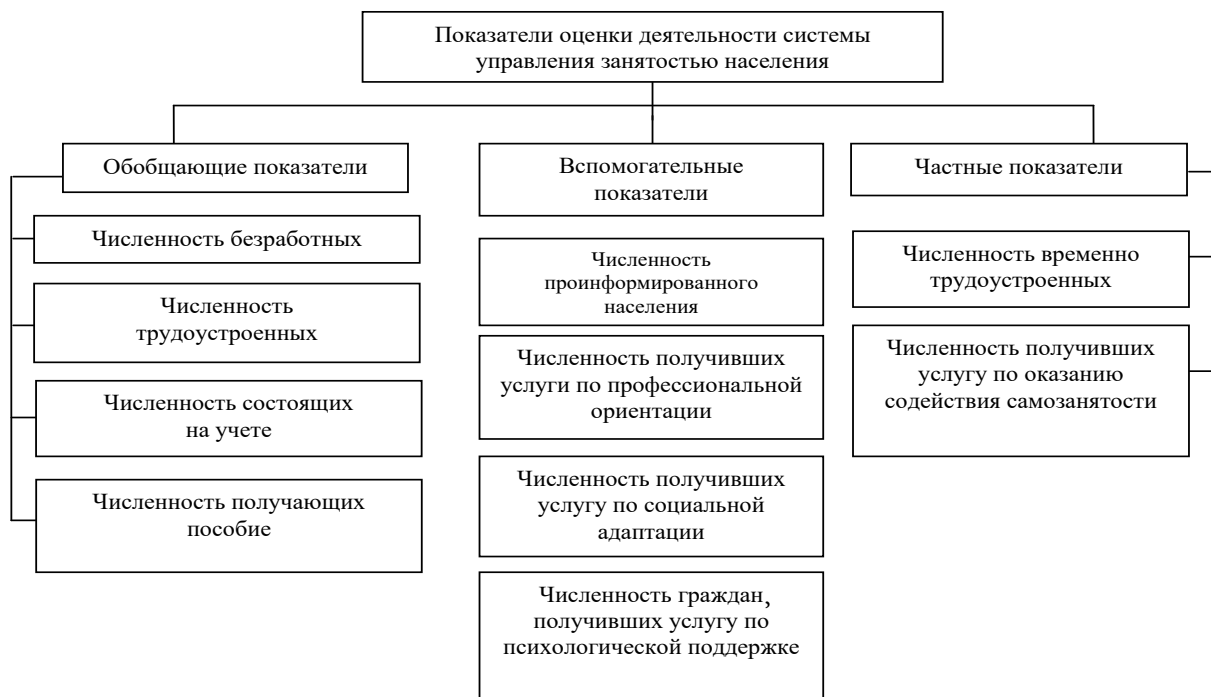 Показатели оценки деятельности системы
управления занятостью населения
Обобщающие показатели
Численность безработных
Численность
трудоустроенных
Численность состоящих
на учете
Численность получающих
пособие
Вспомогательные
показатели
Численность
проинформированного
населения
Численность получивших
услуги по профессиональной
ориентации
Численность получивших
услугу по социальной
адаптации
Численность граждан,
получивших услугу по
психологической поддержке
Частные показатели
Численность временно
трудоустроенных
Численность получивших
услугу по оказанию
содействия самозанятости